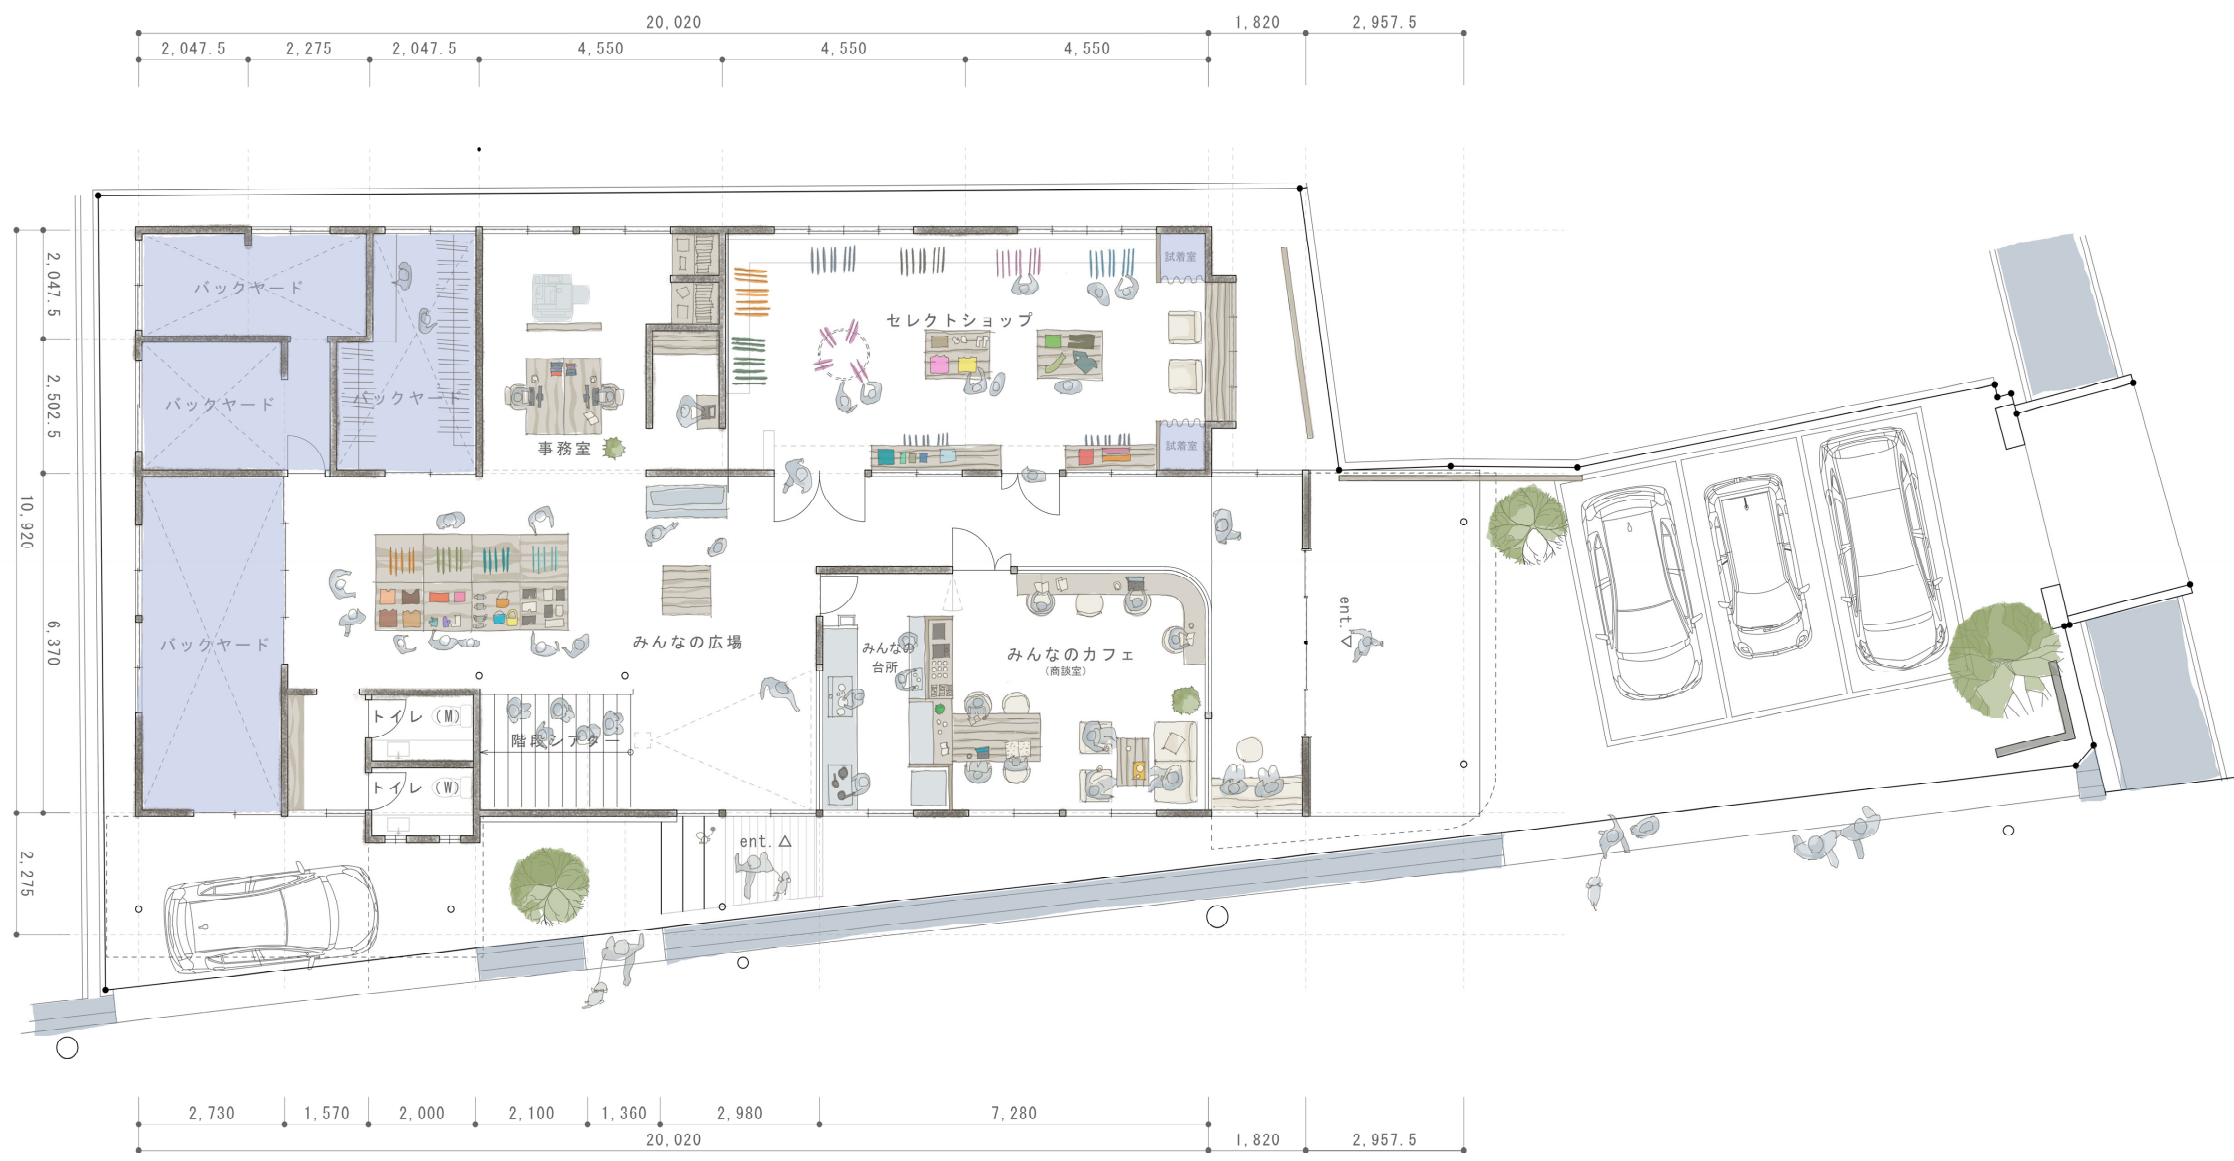 20,020
1,820
2,957.5
2,047.5
2,275
2,047.5
4,550
4,550
4,550
2,047.5
2,502.5
10,920
6,370
2,275
バックヤード
バックヤード
バックヤード
バックヤード
事務室
セレクトショップ
試着室
試着室
みんなの広場
みんなの
台所
みんなのカフェ
(商談室)
トイレ (M)
トイレ (W)
階段シアター
ent.
ent.
2,730
1,570
2,000
2,100
1,360
2,980
7,280
20,020
1,820
2,957.5